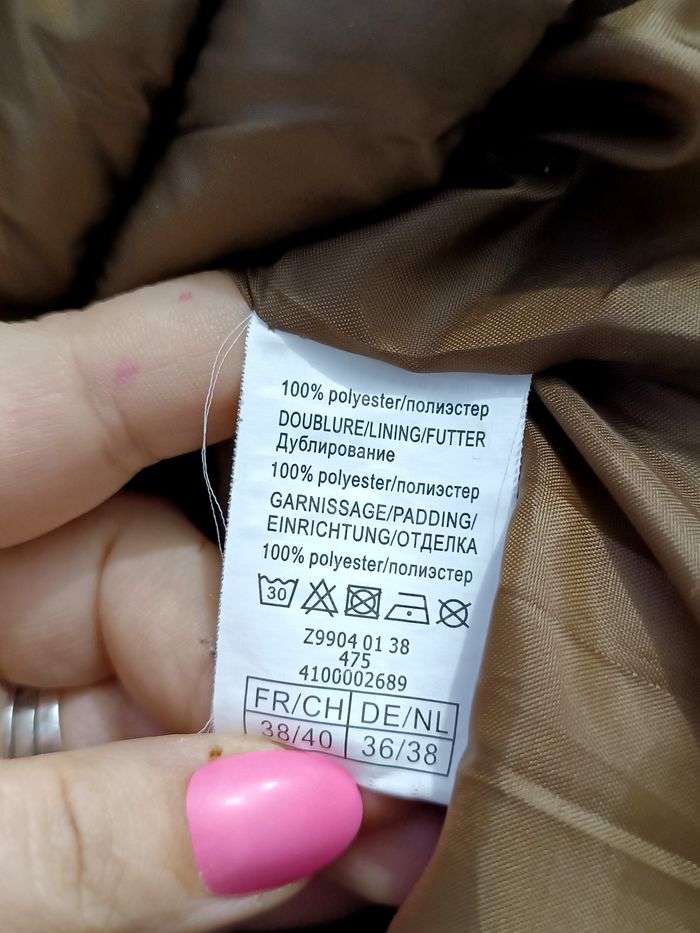 100% polyester/полиэстер
DOUBLURE/LINING/FUTTER
Дублирование
100% polyester/полиэстер
GARNISSAGE/PADDING/
EINRICHTUNG/ОТДЕЛКА
100% polyester/полиэстер
30
Z9904 01 38
475
4100002689
FR/CH DE/NL
38/40 36/38